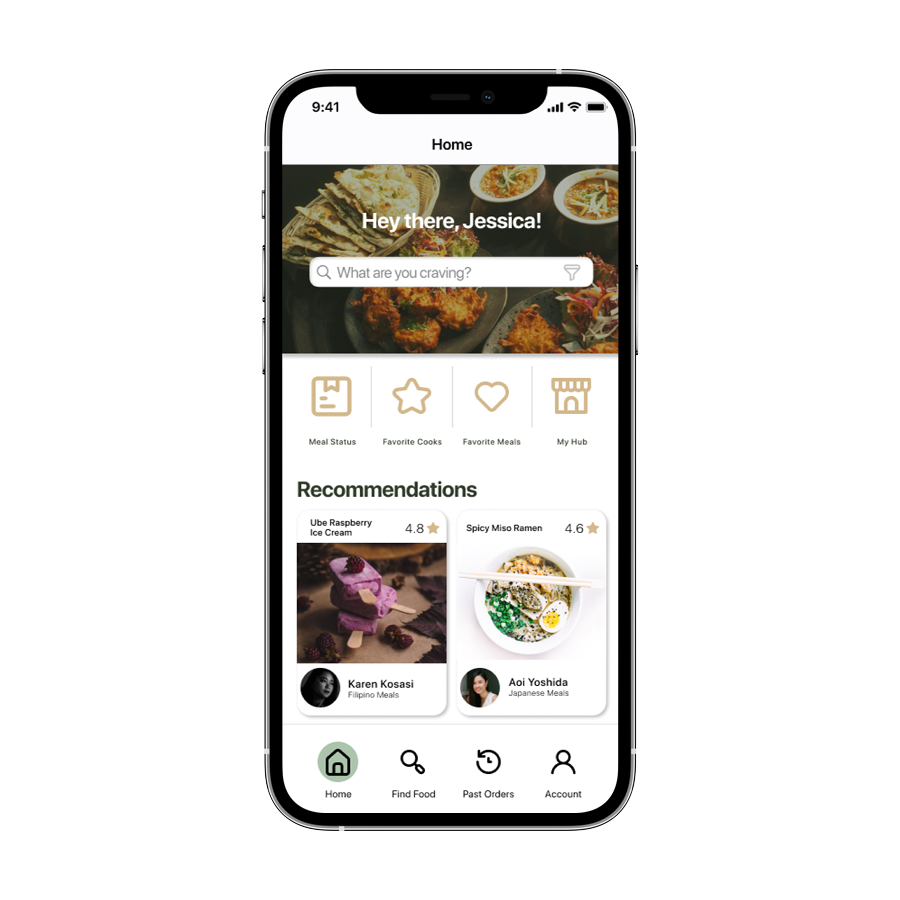 9:41
Home
Hey there, Jessica!
What are you craving?
Meal Status
Favorite Cooks
Favorite Meals
My Hub
Recommendations
Ube Raspberry
Ice Cream
4.8
Spicy Miso Ramen
4.6
Karen Kosasi
Filipino Meals
Aoi Yoshida
Japanese Meals
Home
Find Food
Past Orders
Account